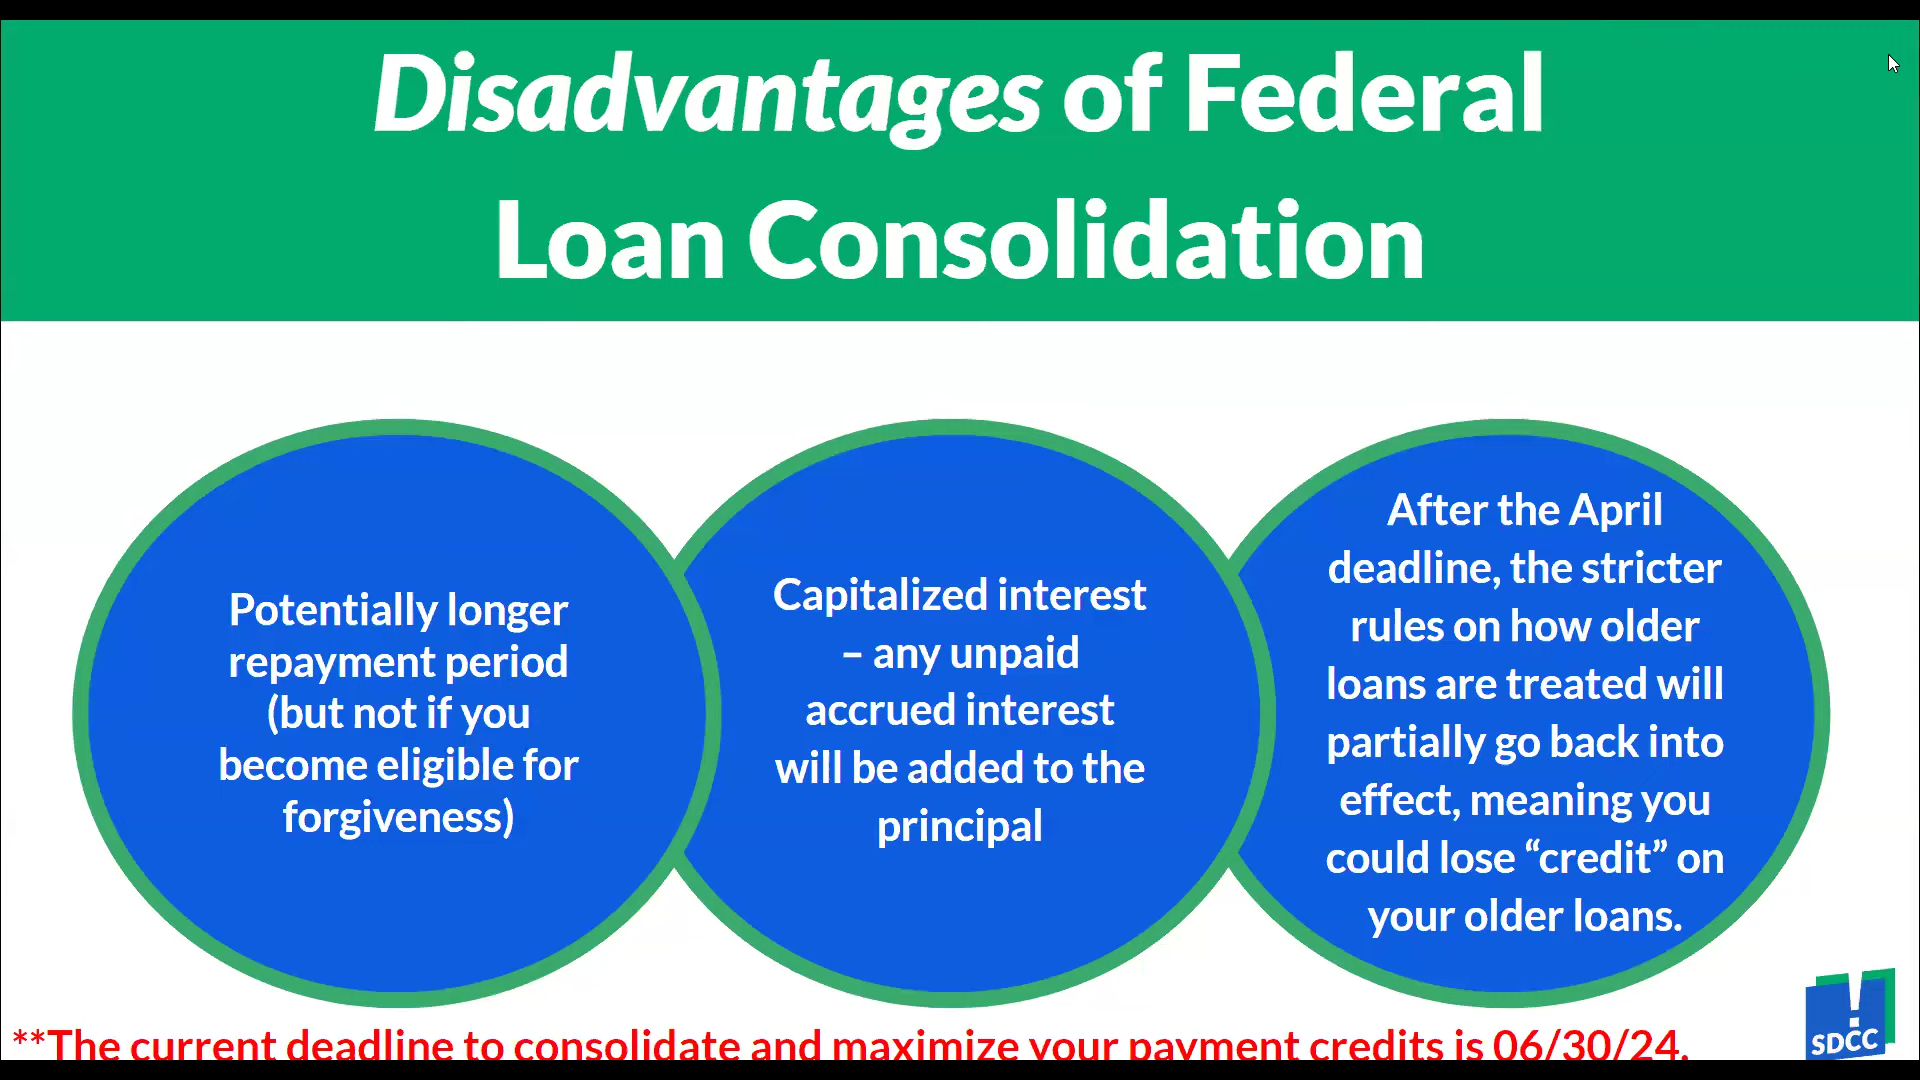 Disadvantages of Federal
Loan Consolidation
Potentially longer
repayment period
(but not if you
become eligible for
forgiveness)
Capitalized interest
– any unpaid
accrued interest
will be added to the
principal
After the April
deadline, the stricter
rules on how older
loans are treated will
partially go back into
effect, meaning you
could lose “credit” on
your older loans.
**The current deadline to consolidate and maximize your payment credits is 06/30/24.
SDCC